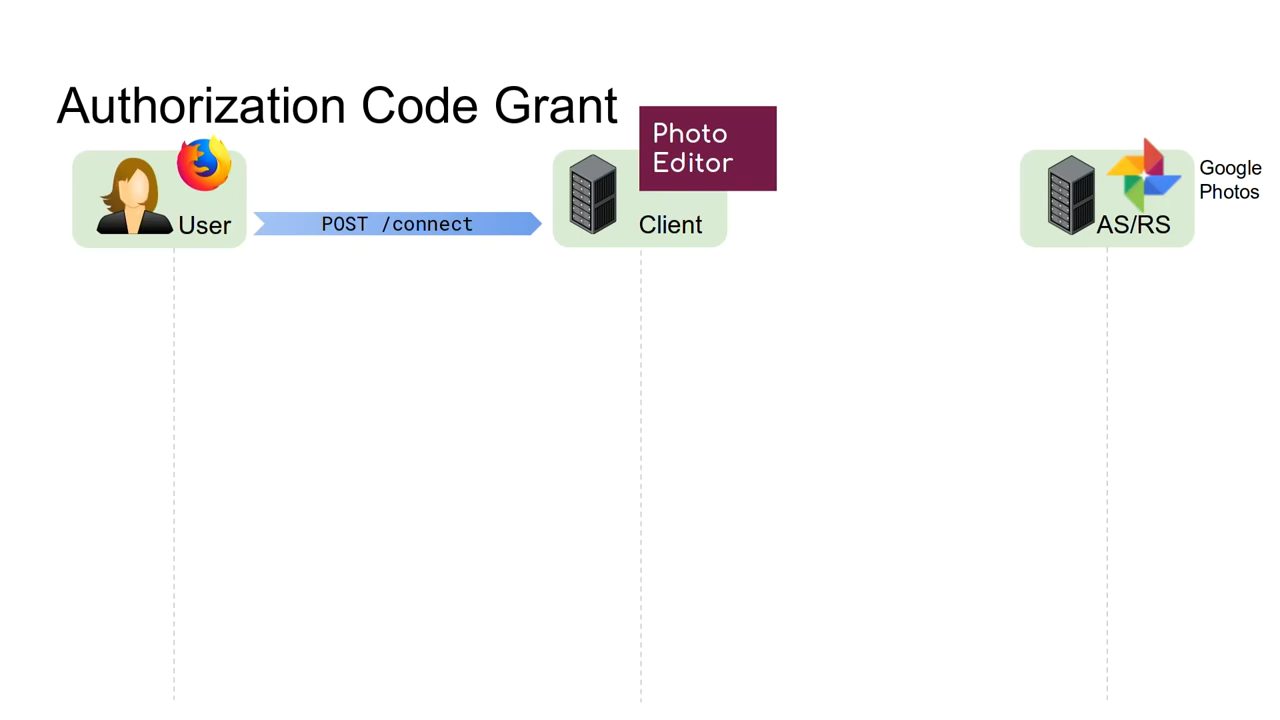 Authorization Code Grant
Photo
Editor
Google
Photos
User
POST /connect
Client
AS/RS